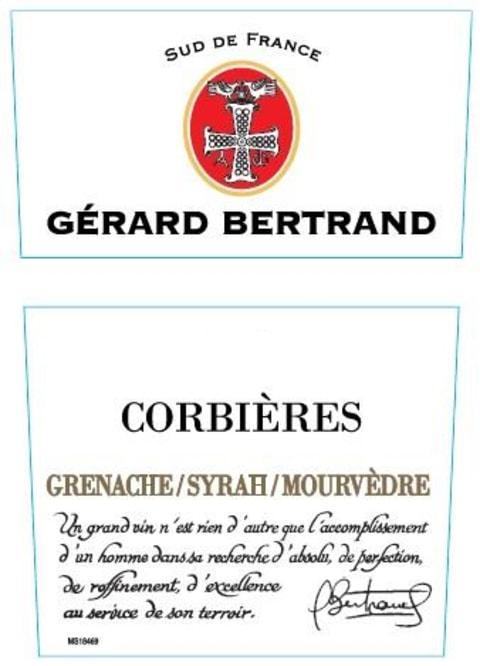 SUD DE FRANCE
GÉRARD BERTRAND
CORBIÈRES
GRENACHE/SYRAH/MOURVÈDRE
Un grand vin n'est rien d'autre que l'accomplissement
d'un homme dans sa recherche d'absolu, de perfection,
de raffinement, d'excellence
au service de son terroir.
GBertrand
MS18469